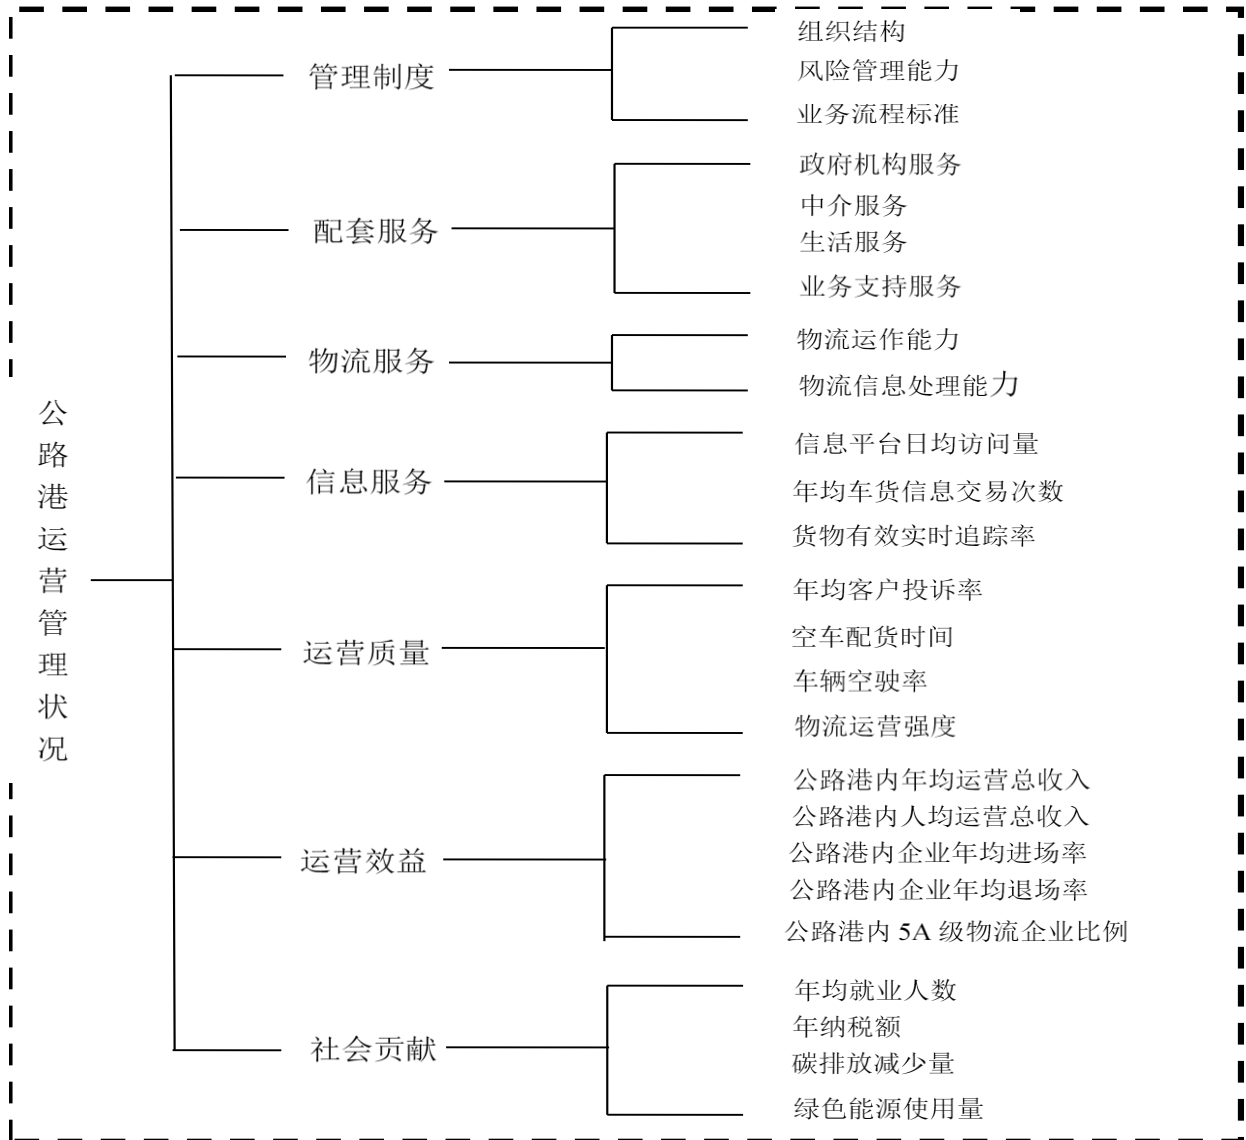 公路港运营管理状况
管理制度
组织结构
风险管理能力
业务流程标准
配套服务
政府机构服务
中介服务
生活服务
业务支持服务
物流服务
物流运作能力
物流信息处理能力
信息服务
信息平台日均访问量
年均车货信息交易次数
货物有效实时追踪率
运营质量
年均客户投诉率
空车配货时间
车辆空驶率
物流运营强度
运营效益
公路港内年均运营总收入
公路港内人均运营总收入
公路港内企业年均进场率
公路港内企业年均退场率
公路港内 5A 级物流企业比例
社会贡献
年均就业人数
年纳税额
碳排放减少量
绿色能源使用量